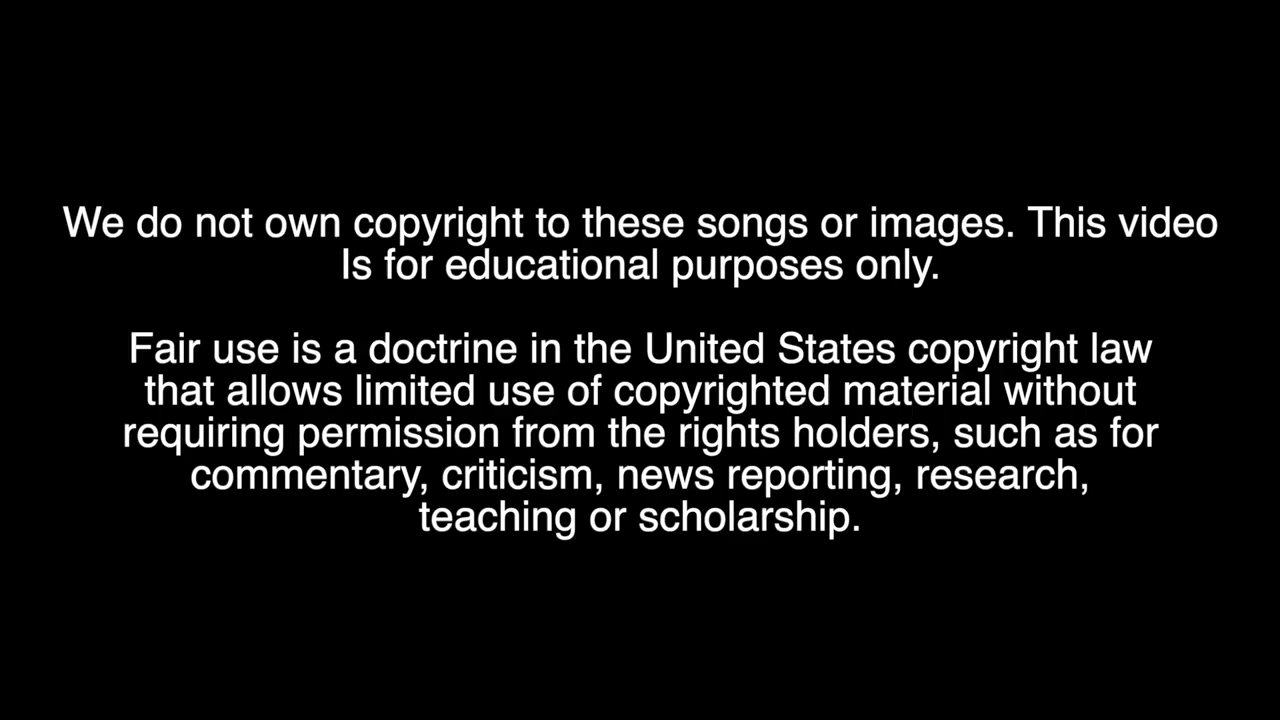 We do not own copyright to these songs or images. This video
Is for educational purposes only.
Fair use is a doctrine in the United States copyright law
that allows limited use of copyrighted material without
requiring permission from the rights holders, such as for
commentary, criticism, news reporting, research,
teaching or scholarship.